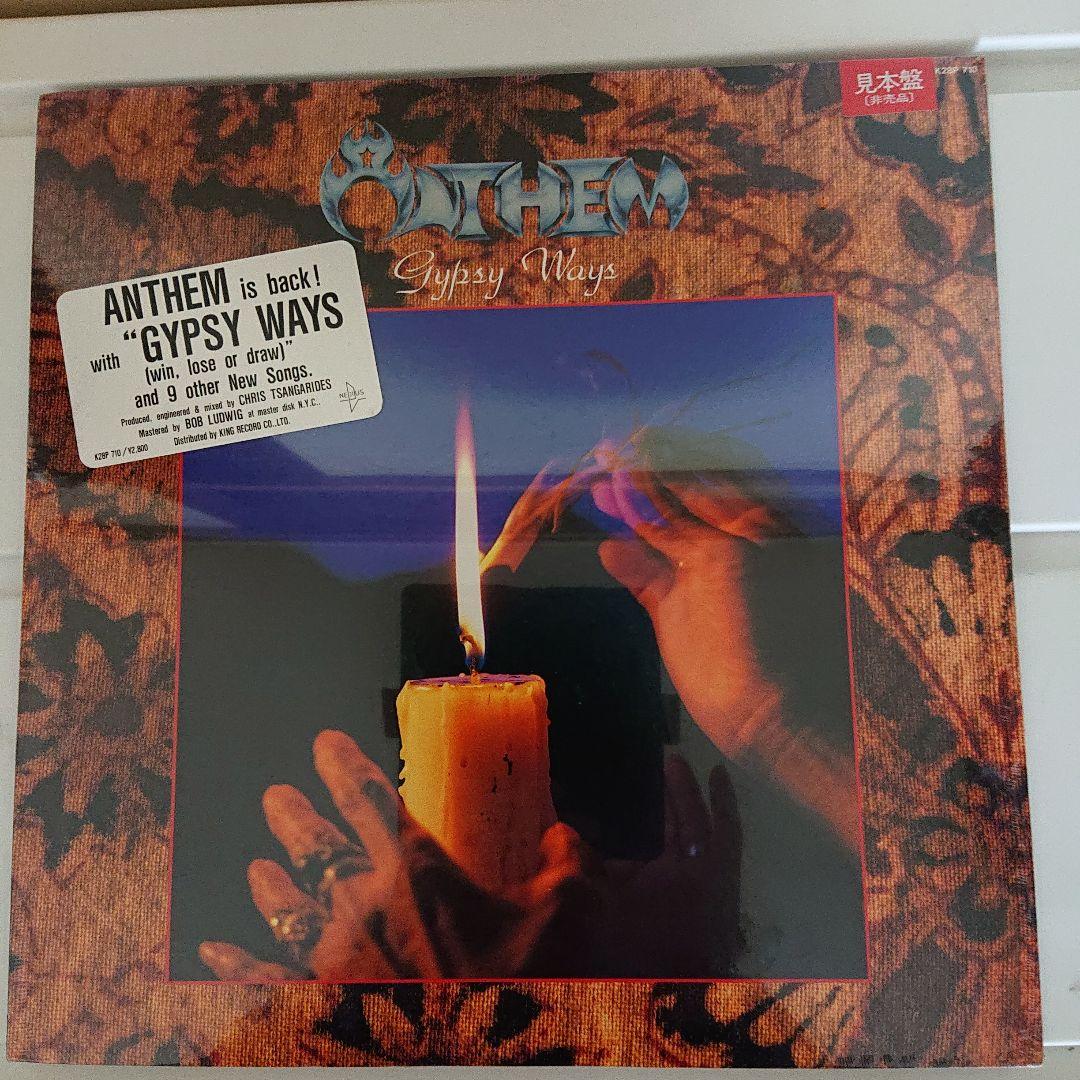 見本盤
(非売品)
K28P 710
ANTHEM
Gypsy Ways
ANTHEM is back!
with “GYPSY WAYS
(win, lose or draw)”
and 9 other New Songs.
Produced, engineered & mixed by CHRIS TSANGARIDES
Mastered by BOB LUDWIG at master disk N.Y.C..
Distributed by KING RECORD CO.,LTD.
K28P 710/¥2,800
NEXUS